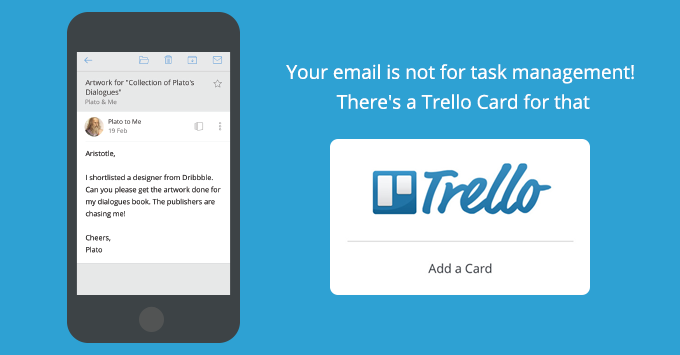 Artwork for "Collection of Plato's
Dialogues"
Plato & Me
Plato to Me
19 Feb
Aristotle,
I shortlisted a designer from Dribbble.
Can you please get the artwork done for
my dialogues book. The publishers are
chasing me!
Cheers,
Plato
Your email is not for task management!
There's a Trello Card for that
Trello
Add a Card